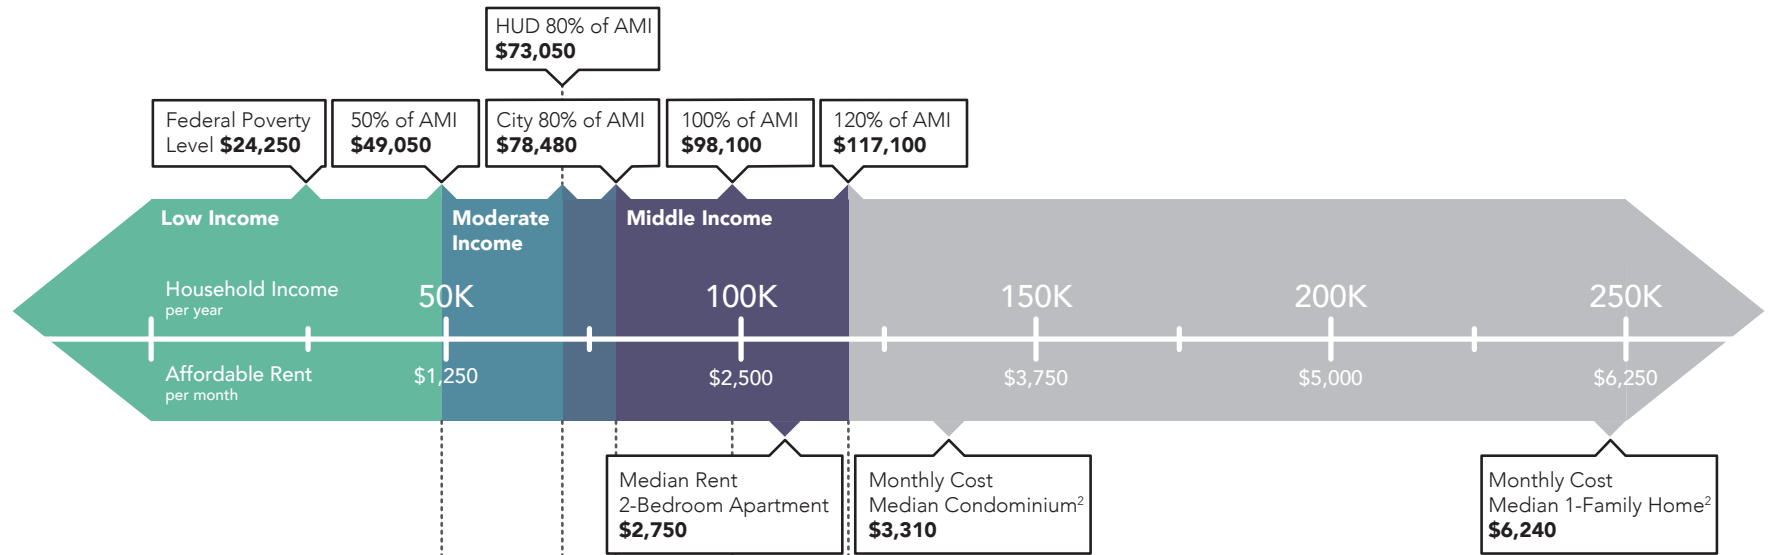 HUD 80% of AMI
$73,050
Federal Poverty
Level $24,250
50% of AMI
$49,050
City 80% of AMI
$78,480
100% of AMI
$98,100
120% of AMI
$117,100
Low Income
Moderate
Income
Middle Income
Household Income
per year
50K
100K
150K
200K
250K
Affordable Rent
per month
$1,250
$2,500
$3,750
$5,000
$6,250
Median Rent
2-Bedroom Apartment
$2,750
Monthly Cost
Median Condominium²
$3,310
Monthly Cost
Median 1-Family Home²
$6,240